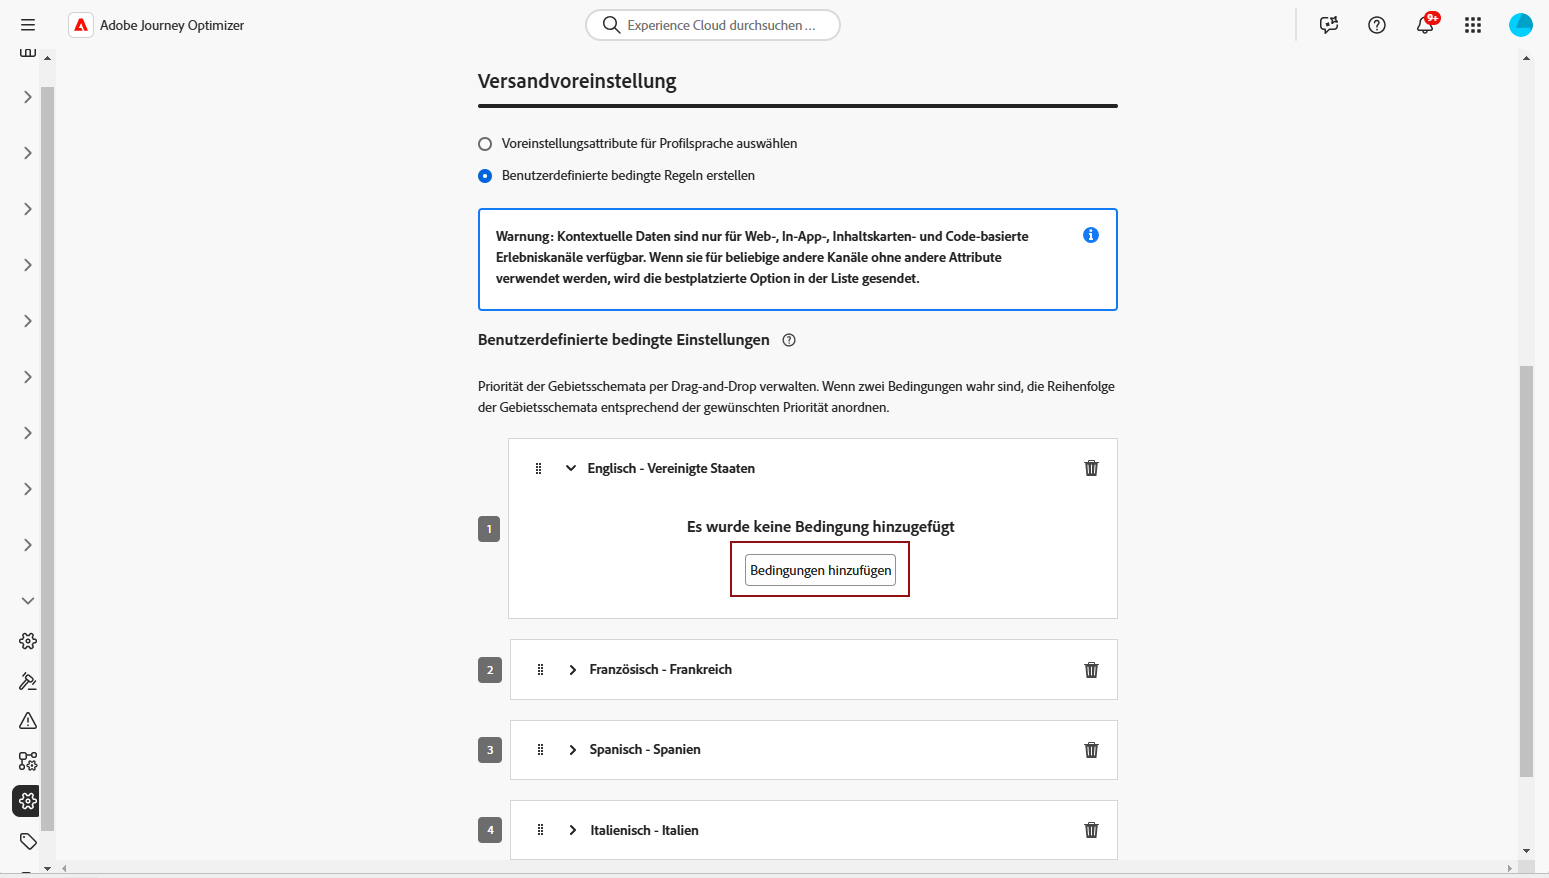 Adobe Journey Optimizer
Experience Cloud durchsuchen ...
9+
Versandvoreinstellung
Voreinstellungsattribute für Profilsprache auswählen
Benutzerdefinierte bedingte Regeln erstellen
Warnung: Kontextuelle Daten sind nur für Web-, In-App-, Inhaltskarten- und Code-basierte
Erlebniskanäle verfügbar. Wenn sie für beliebige andere Kanäle ohne andere Attribute
verwendet werden, wird die bestplatzierte Option in der Liste gesendet.
Benutzerdefinierte bedingte Einstellungen
Priorität der Gebietsschemata per Drag-and-Drop verwalten. Wenn zwei Bedingungen wahr sind, die Reihenfolge
der Gebietsschemata entsprechend der gewünschten Priorität anordnen.
Englisch - Vereinigte Staaten
1
Es wurde keine Bedingung hinzugefügt
Bedingungen hinzufügen
2 Französisch - Frankreich
3 Spanisch - Spanien
4 Italienisch - Italien